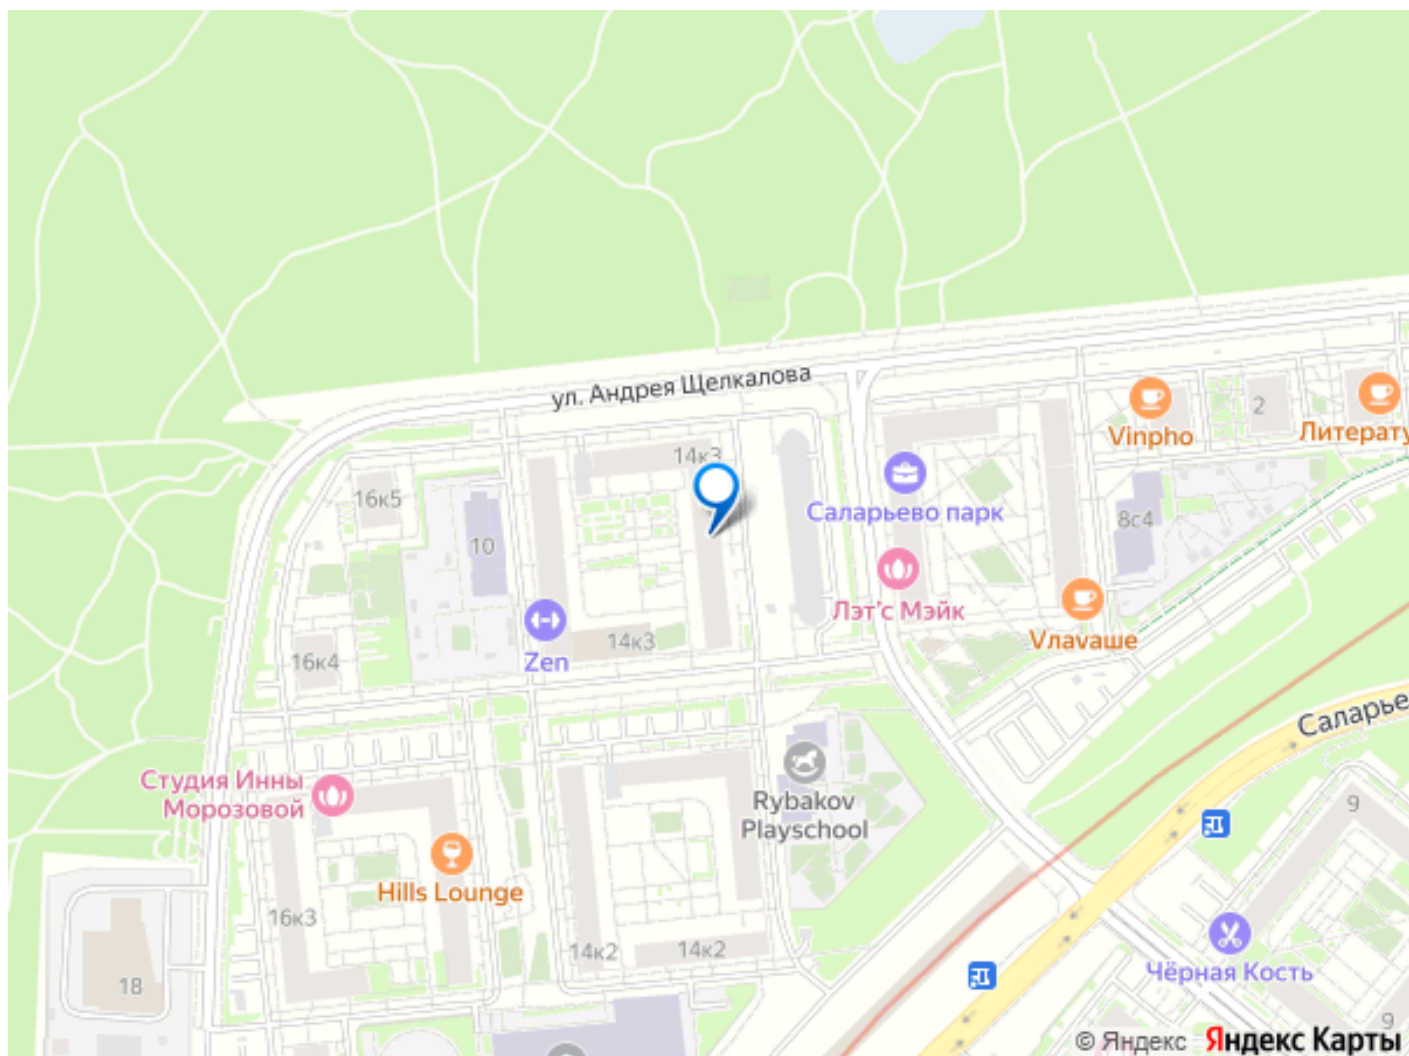 ул. Андрея Щелкалова
Vinpho
2
Литерату
14к3
16к5
Саларьево парк
8с4
10
Лэт'с Мэйк
Vлаваше
14к3
Zen
16к4
Саларье
Студия Инны
Морозовой
Rybakov
Playschool
9
Hills Lounge
16к3
14к2
14к2
Чёрная Кость
18
9
© Яндекс Яндекс Карты